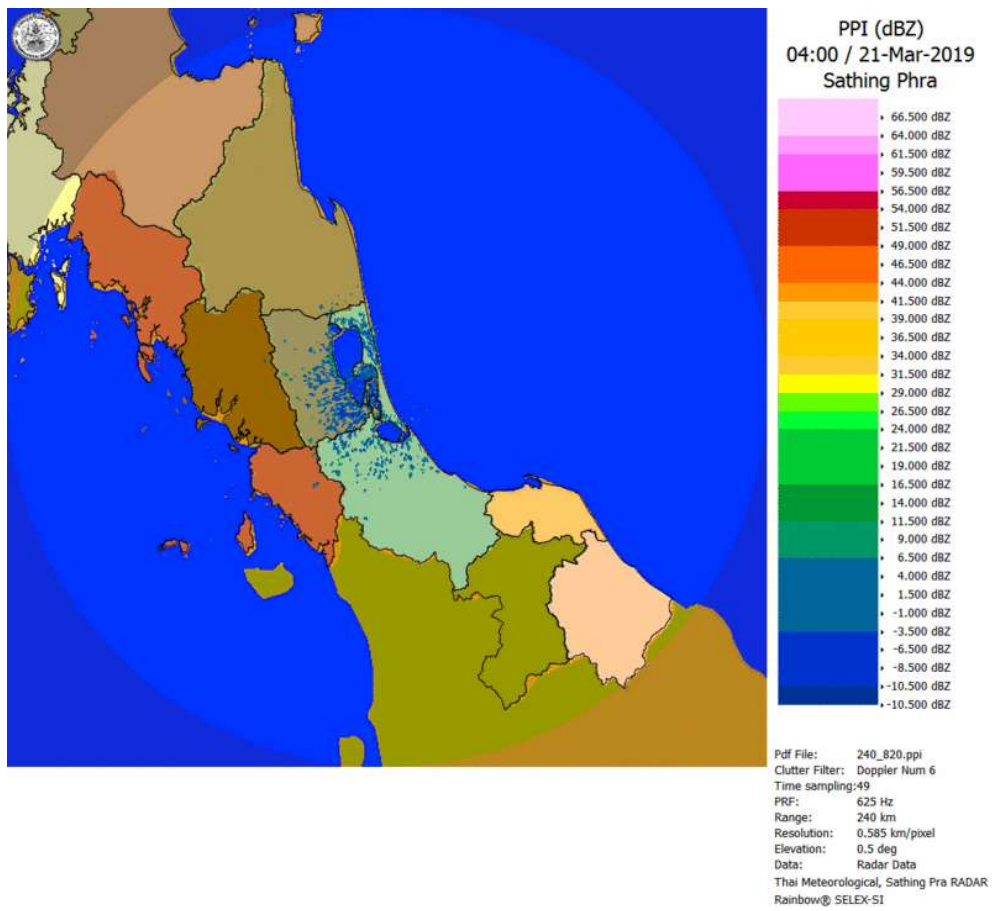 PPI (dBZ)
04:00 / 21-Mar-2019
Sathing Phra
66.500 dBZ
64.000 dBZ
61.500 dBZ
59.500 dBZ
56.500 dBZ
54.000 dBZ
51.500 dBZ
49.000 dBZ
46.500 dBZ
44.000 dBZ
41.500 dBZ
39.000 dBZ
36.500 dBZ
34.000 dBZ
31.500 dBZ
29.000 dBZ
26.500 dBZ
24.000 dBZ
21.500 dBZ
19.000 dBZ
16.500 dBZ
14.000 dBZ
11.500 dBZ
9.000 dBZ
6.500 dBZ
4.000 dBZ
1.500 dBZ
-1.000 dBZ
-3.500 dBZ
-6.500 dBZ
-8.500 dBZ
-10.500 dBZ
-10.500 dBZ
Pdf File: 240_820.ppi
Clutter Filter: Doppler Num 6
Time sampling:49
PRF: 625 Hz
Range: 240 km
Resolution: 0.585 km/pixel
Elevation: 0.5 deg
Data: Radar Data
Thai Meteorological, Sathing Pra RADAR
Rainbow® SELEX-SI